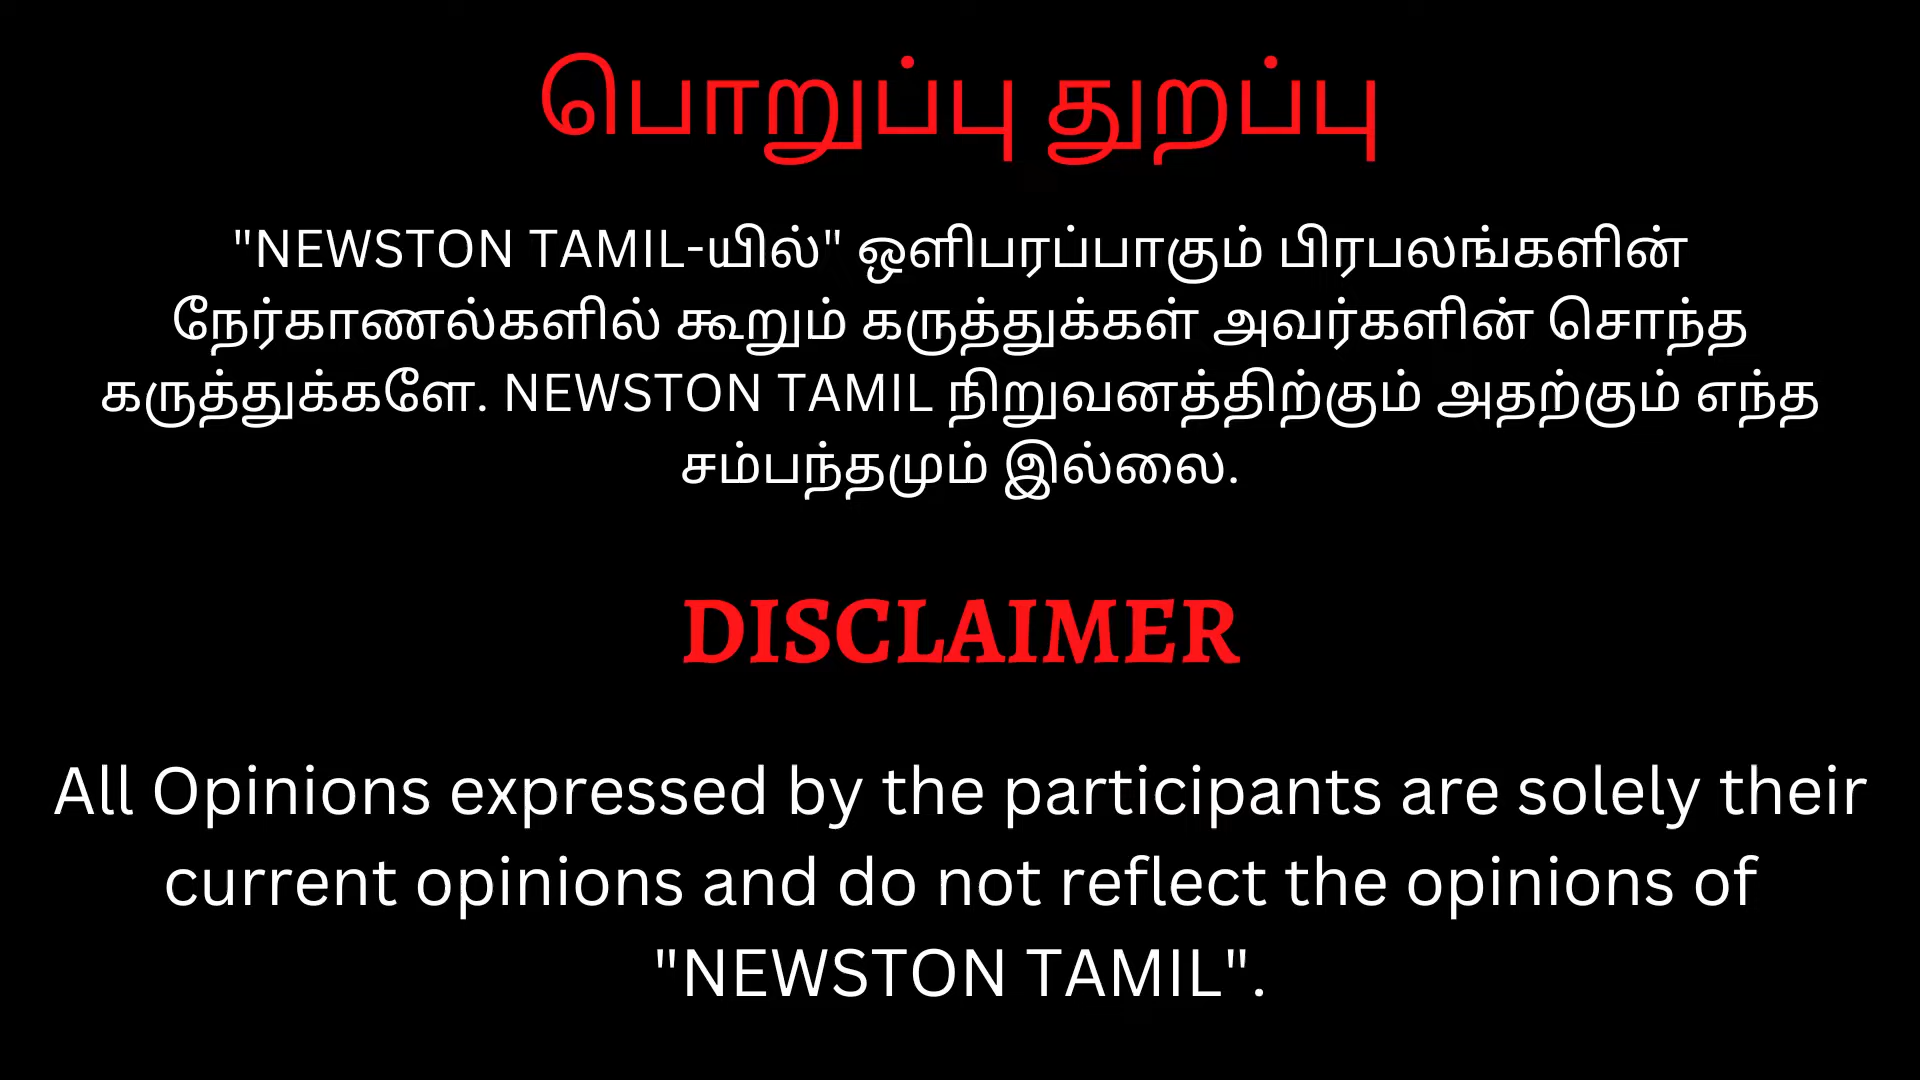 பொறுப்பு துறப்பு
"NEWSTON TAMIL-யில்" ஒளிபரப்பாகும் பிரபலங்களின்
நேர்காணல்களில் கூறும் கருத்துக்கள் அவர்களின் சொந்த
கருத்துக்களே. NEWSTON TAMIL நிறுவனத்திற்கும் அதற்கும் எந்த
சம்பந்தமும் இல்லை.
DISCLAIMER
All Opinions expressed by the participants are solely their
current opinions and do not reflect the opinions of
"NEWSTON TAMIL".